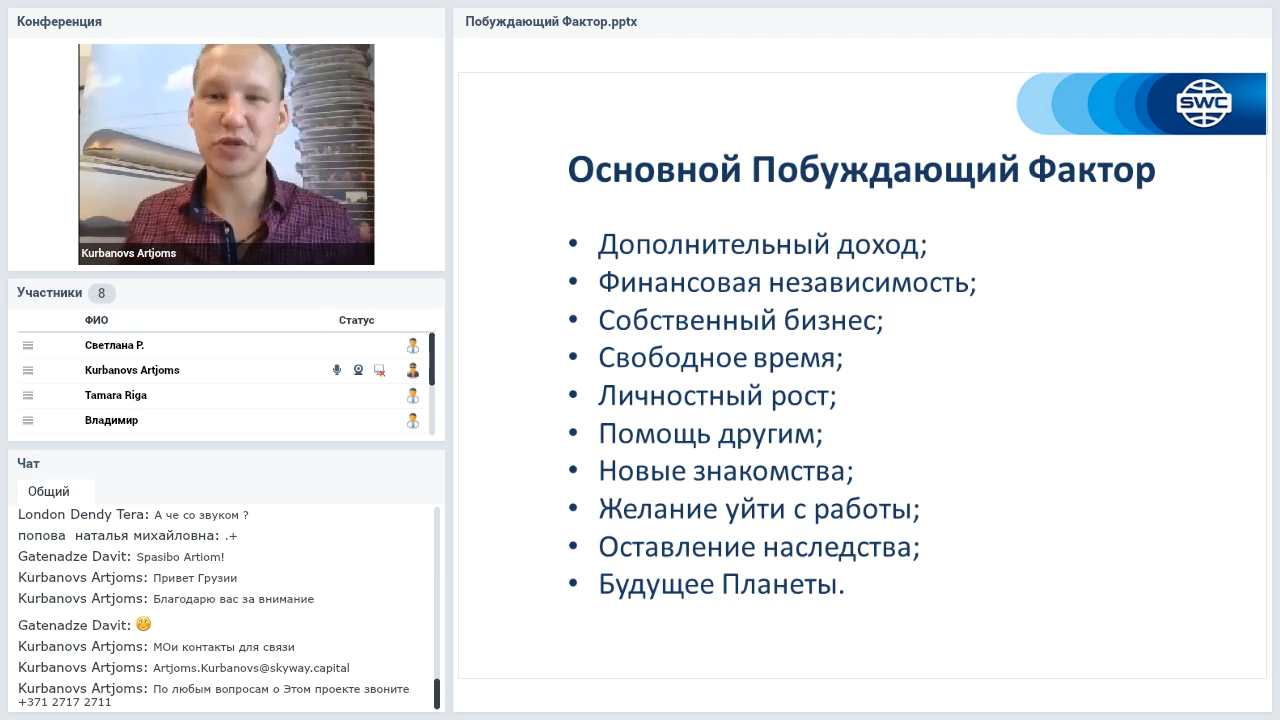 Конференция
Kurbanovs Artjoms
Участники 8
ФИО Статус
Светлана Р.
Kurbanovs Artjoms
Tamara Riga
Владимир
Чат
Общий
London Dendy Tera: А че со звуком ?
попова наталья михайловна: .+
Gatenadze Davit: Spasibo Artiom!
Kurbanovs Artjoms: Привет Грузии
Kurbanovs Artjoms: Благодарю вас за внимание
Gatenadze Davit:
Kurbanovs Artjoms: МОи контакты для связи
Kurbanovs Artjoms: Artjoms.Kurbanovs@skyway.capital
Kurbanovs Artjoms: По любым вопросам о Этом проекте звоните
+371 2717 2711
Побуждающий Фактор.pptx
SWC
Основной Побуждающий Фактор
• Дополнительный доход;
• Финансовая независимость;
• Собственный бизнес;
• Свободное время;
• Личностный рост;
• Помощь другим;
• Новые знакомства;
• Желание уйти с работы;
• Оставление наследства;
• Будущее Планеты.